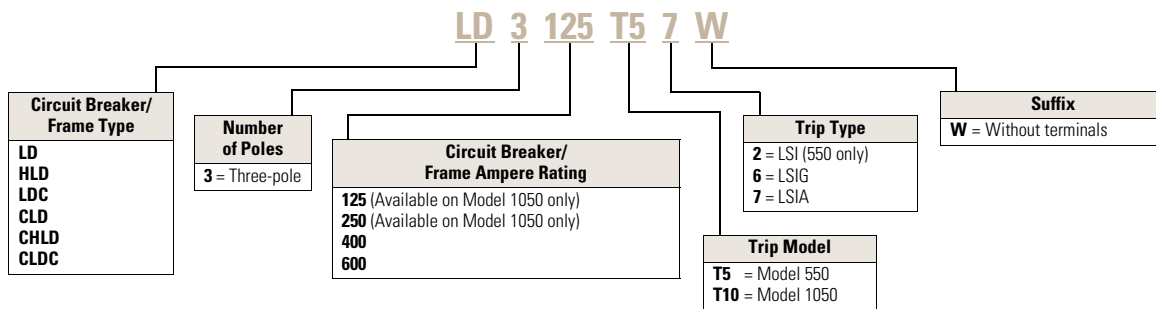 LD 3 125 T5 7 W
Circuit Breaker/
Frame Type
LD
HLD
LDC
CLD
CHLD
CLDC
Number
of Poles
3 = Three-pole
Circuit Breaker/
Frame Ampere Rating
125 (Available on Model 1050 only)
250 (Available on Model 1050 only)
400
600
Trip Model
T5 = Model 550
T10 = Model 1050
Trip Type
2 = LSI (550 only)
6 = LSIG
7 = LSIA
Suffix
W = Without terminals